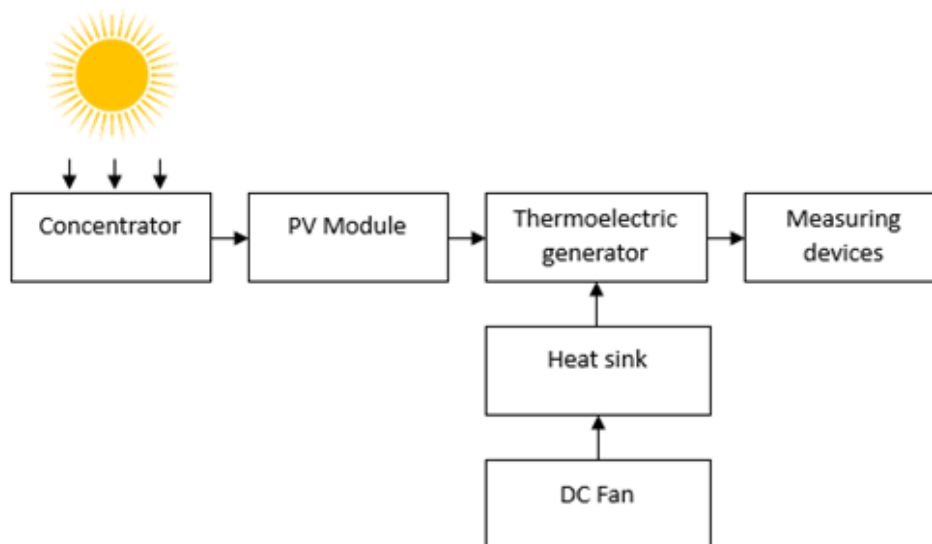 Concentrator
PV Module
Thermoelectric
generator
Measuring
devices
Heat sink
DC Fan